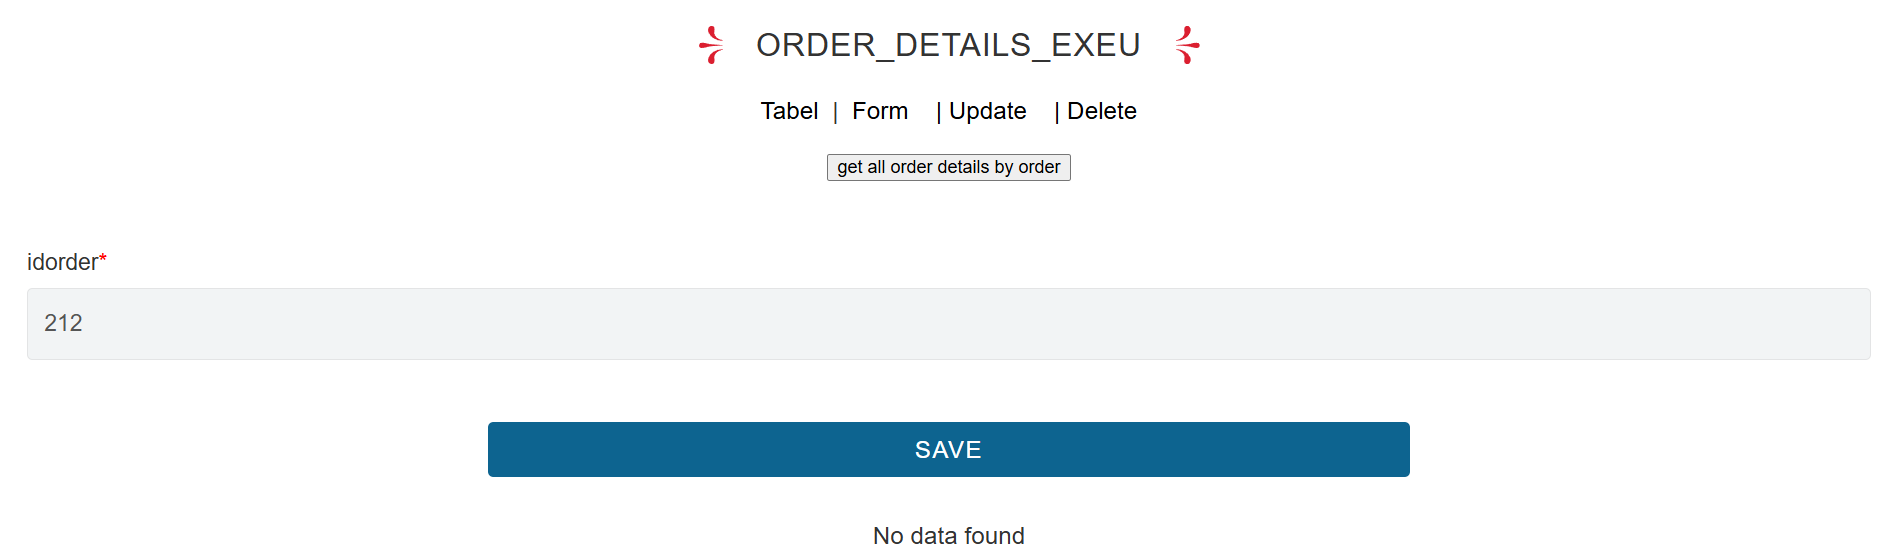 ORDER_DETAILS_EXEU
Tabel | Form | Update | Delete
get all order details by order
idorder*
212
SAVE
No data found